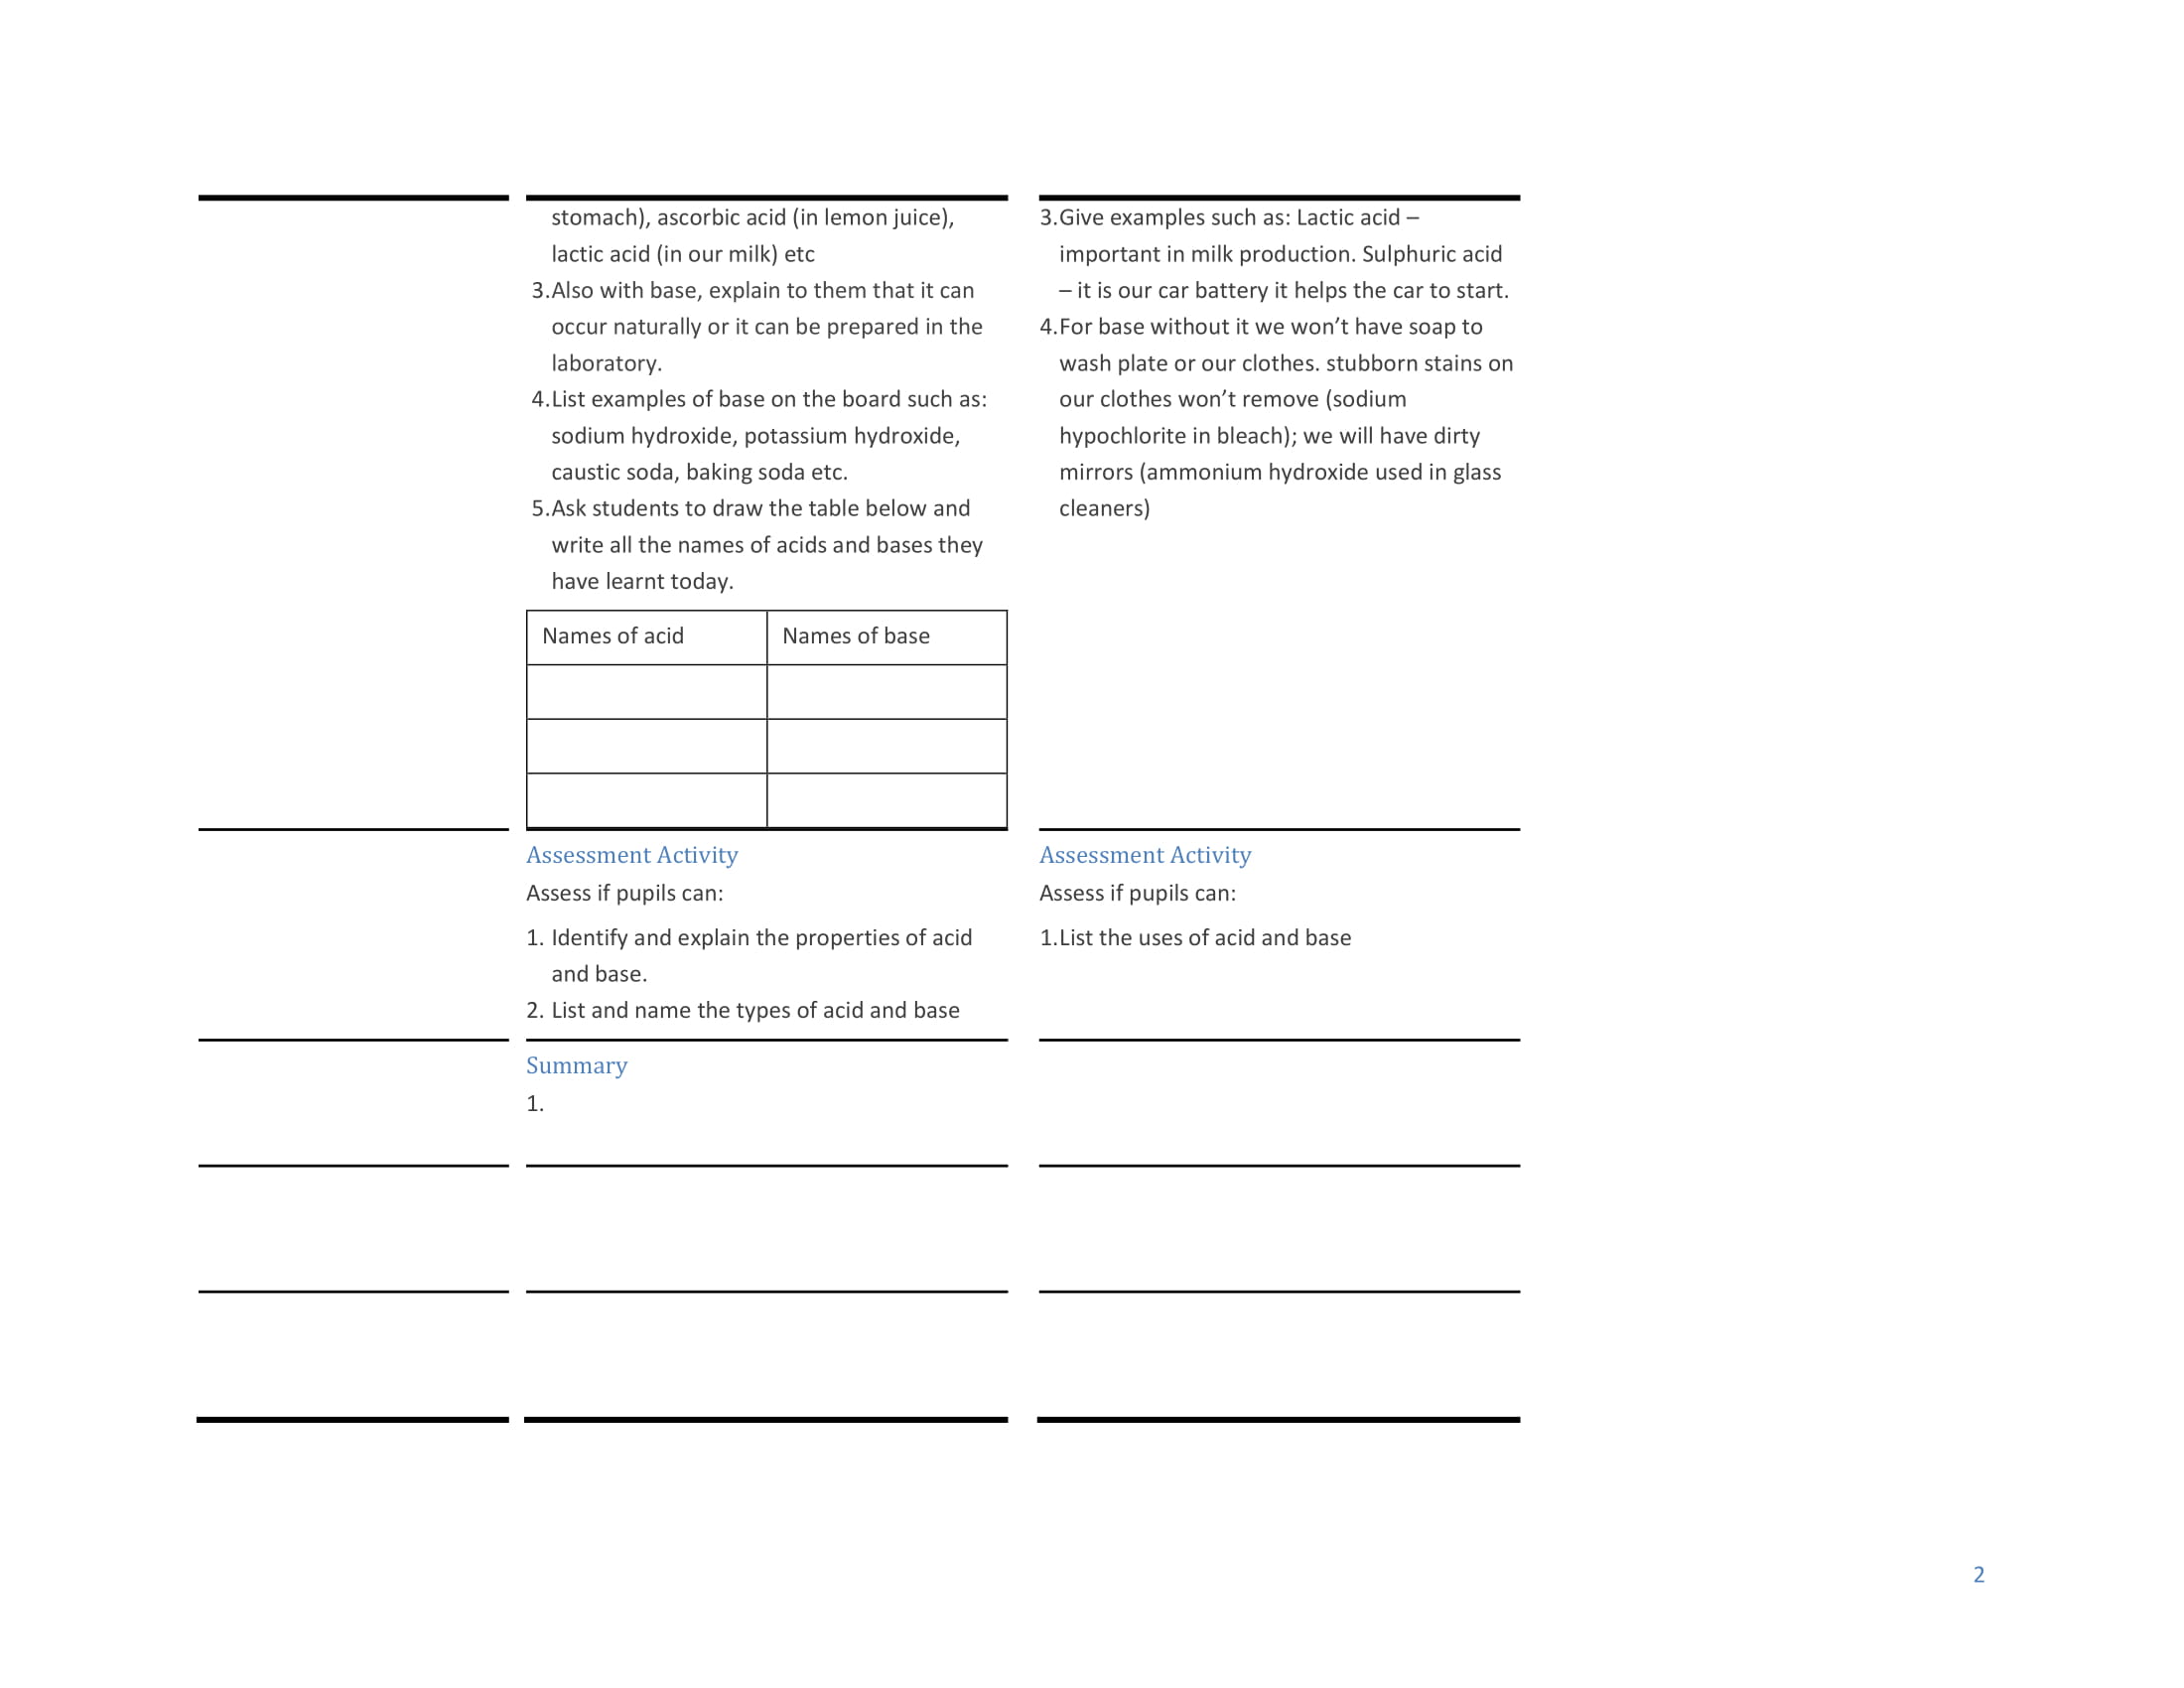 stomach), ascorbic acid (in lemon juice),
lactic acid (in our milk) etc
3.Also with base, explain to them that it can
occur naturally or it can be prepared in the
laboratory.
4.List examples of base on the board such as:
sodium hydroxide, potassium hydroxide,
caustic soda, baking soda etc.
5.Ask students to draw the table below and
write all the names of acids and bases they
have learnt today.
Names of acid
Names of base
3.Give examples such as: Lactic acid –
important in milk production. Sulphuric acid
– it is our car battery it helps the car to start.
4.For base without it we won’t have soap to
wash plate or our clothes. stubborn stains on
our clothes won’t remove (sodium
hypochlorite in bleach); we will have dirty
mirrors (ammonium hydroxide used in glass
cleaners)
Assessment Activity
Assess if pupils can:
1. Identify and explain the properties of acid
and base.
2. List and name the types of acid and base
Assessment Activity
Assess if pupils can:
1.List the uses of acid and base
Summary
1.
2